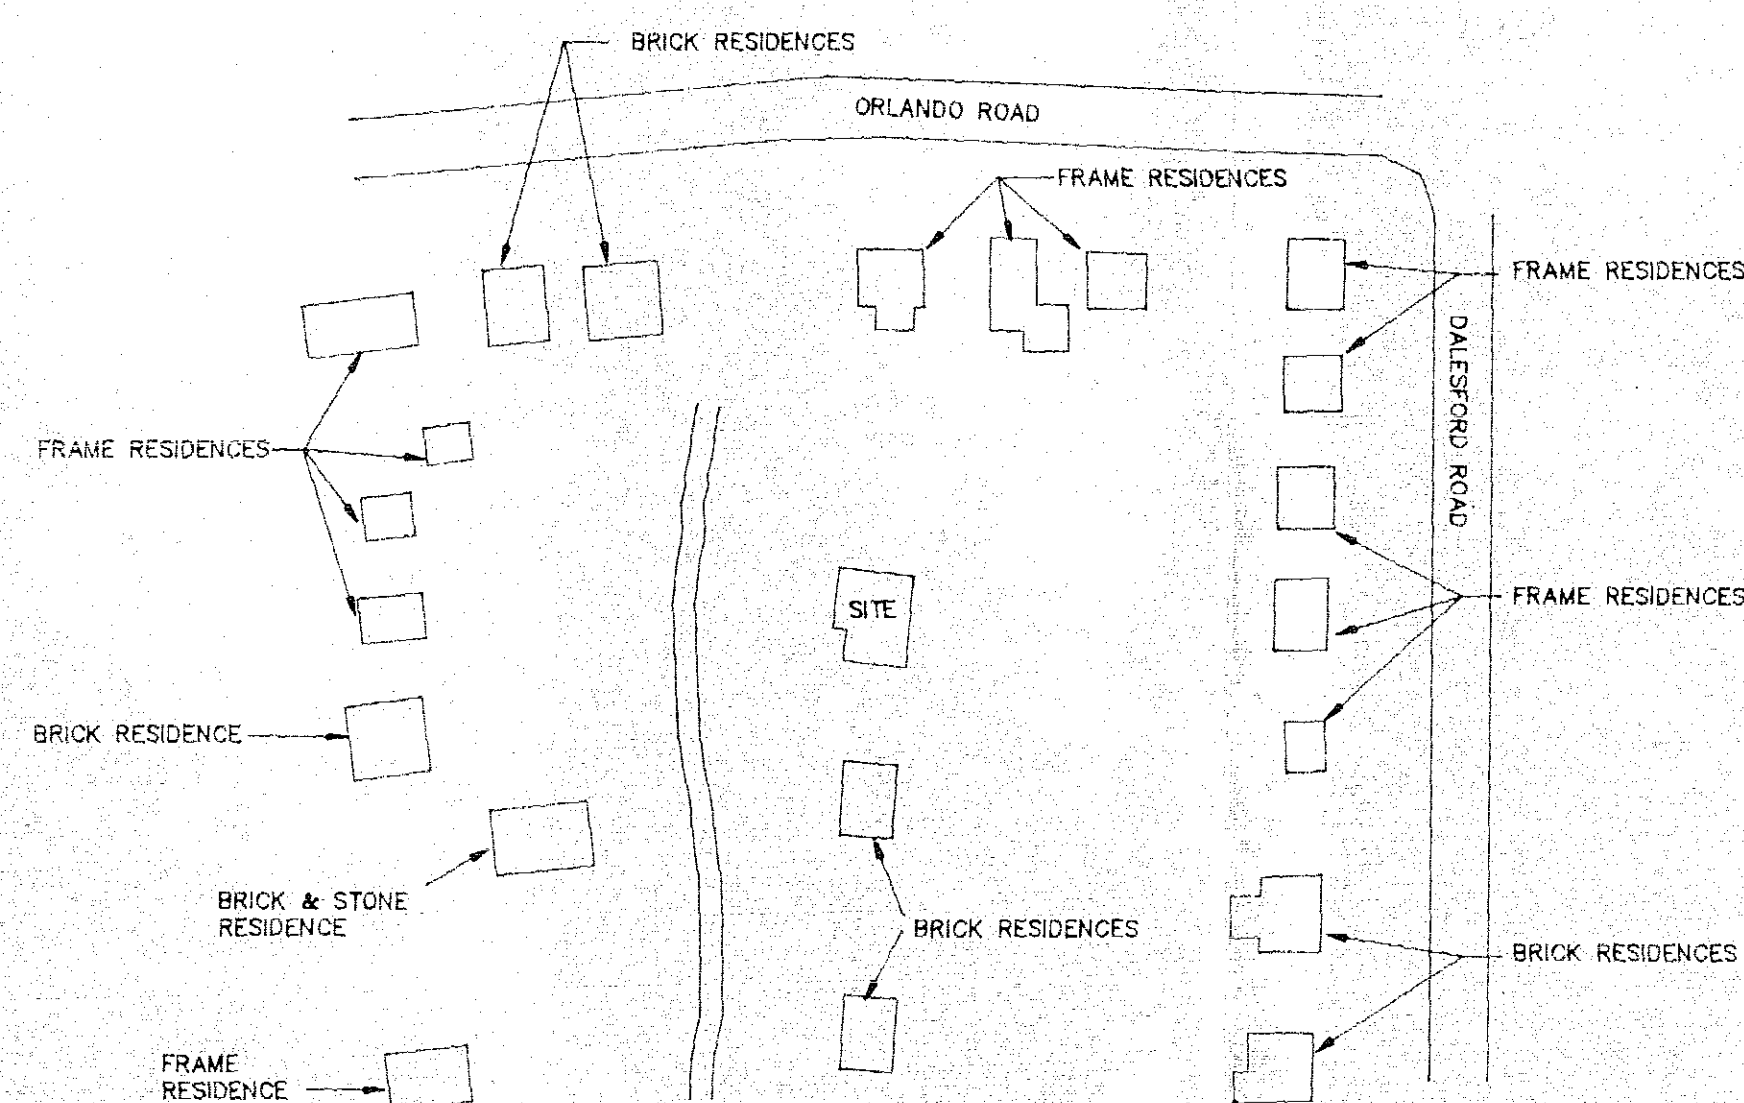 BRICK RESIDENCES
ORLANDO ROAD
FRAME RESIDENCES
FRAME RESIDENCES
DALESFORD ROAD
FRAME RESIDENCES
SITE
FRAME RESIDENCES
BRICK RESIDENCE
BRICK & STONE
RESIDENCE
BRICK RESIDENCES
BRICK RESIDENCES
FRAME
RESIDENCE